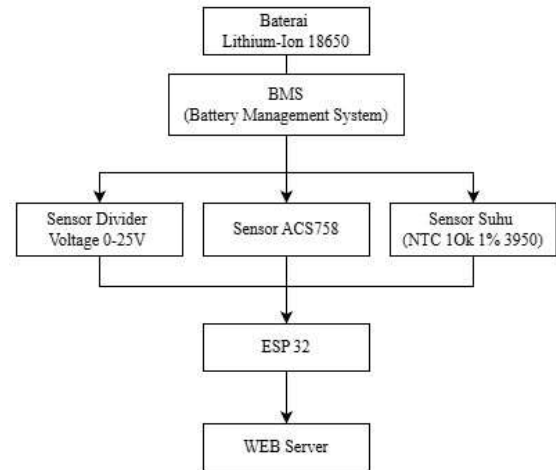 Baterai
Lithium-Ion 18650
BMS
(Battery Management System)
Sensor Divider
Voltage 0-25V
Sensor ACS758
Sensor Suhu
(NTC 1Ok 1% 3950)
ESP 32
WEB Server